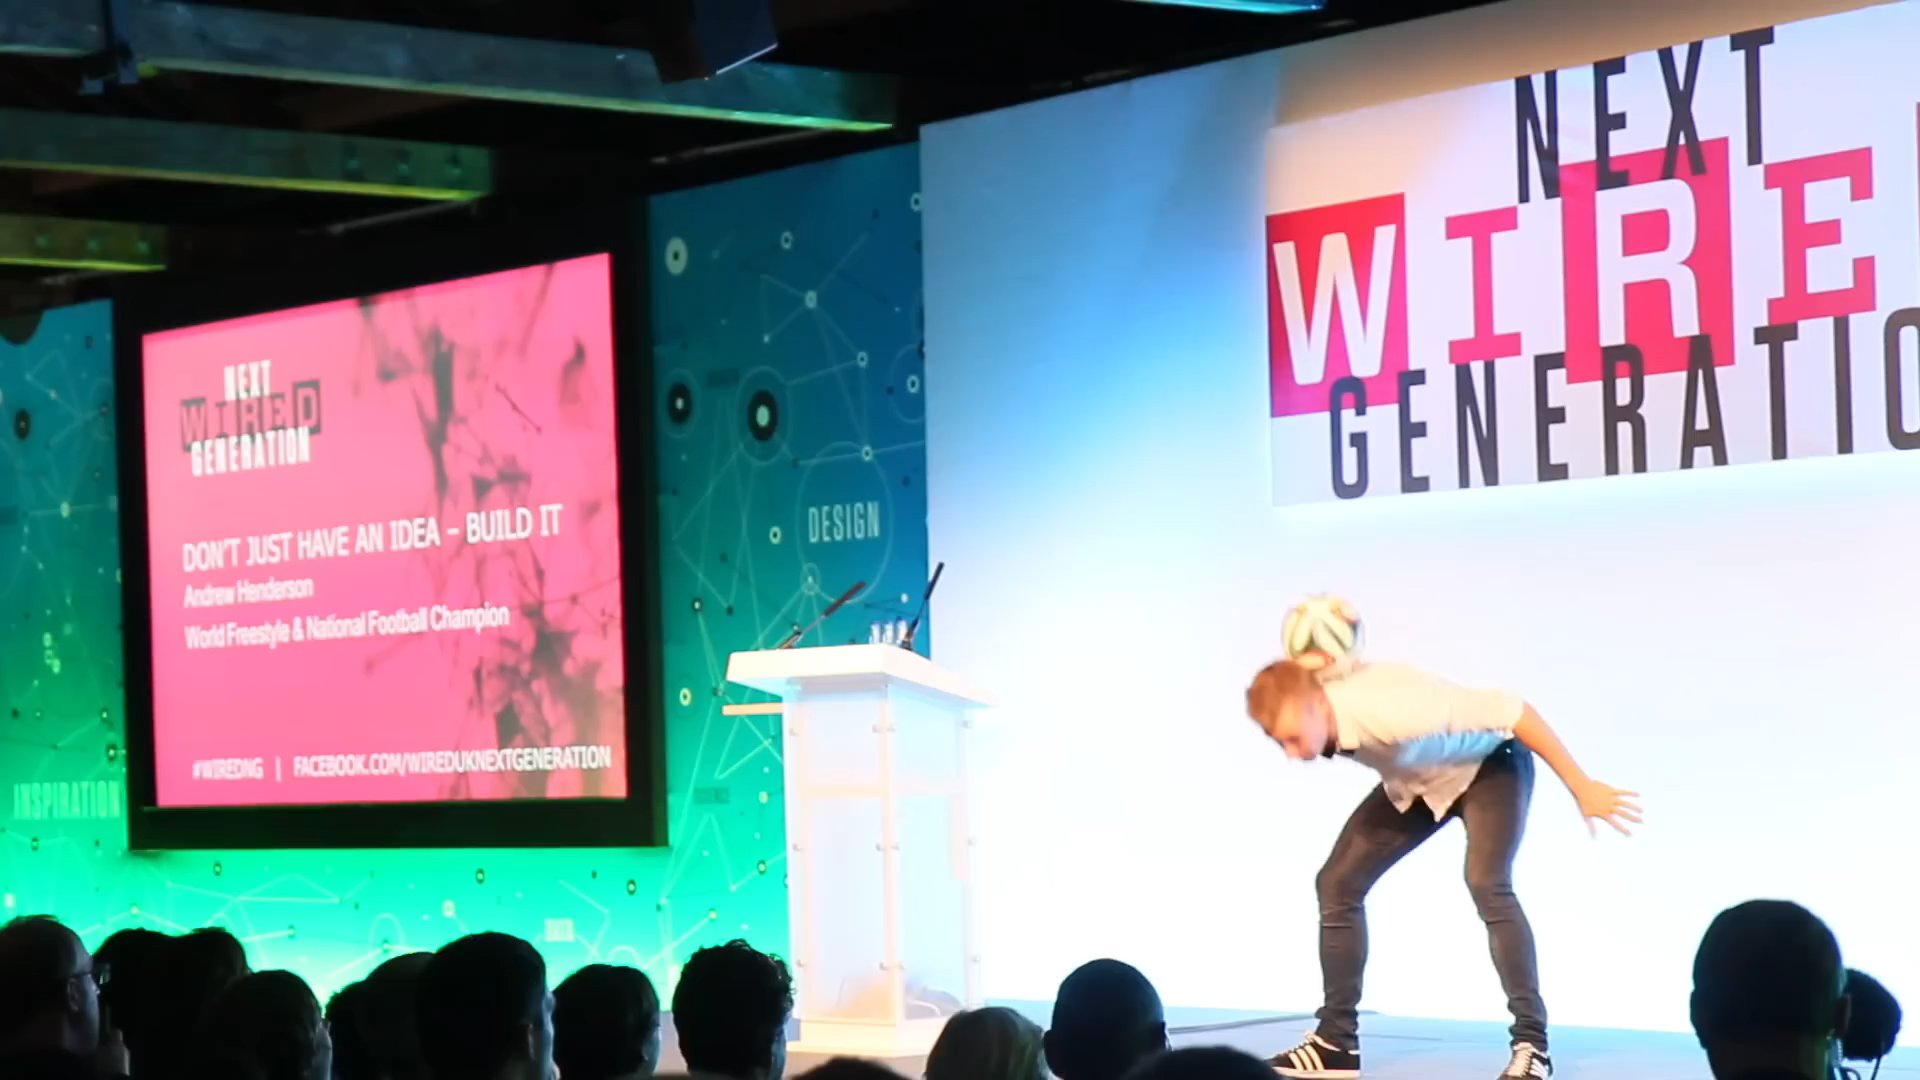 NEXT
WIRED
GENERATION
DON'T JUST HAVE AN IDEA – BUILD IT
Andrew Henderson
World Freestyle & National Football Champion
#WIREDNG | FACEBOOK.COM/WIREDUKNEXTGENERATION
INSPIRATION
DESIGN
DATA
NEXT
WIRE
GENERATIO